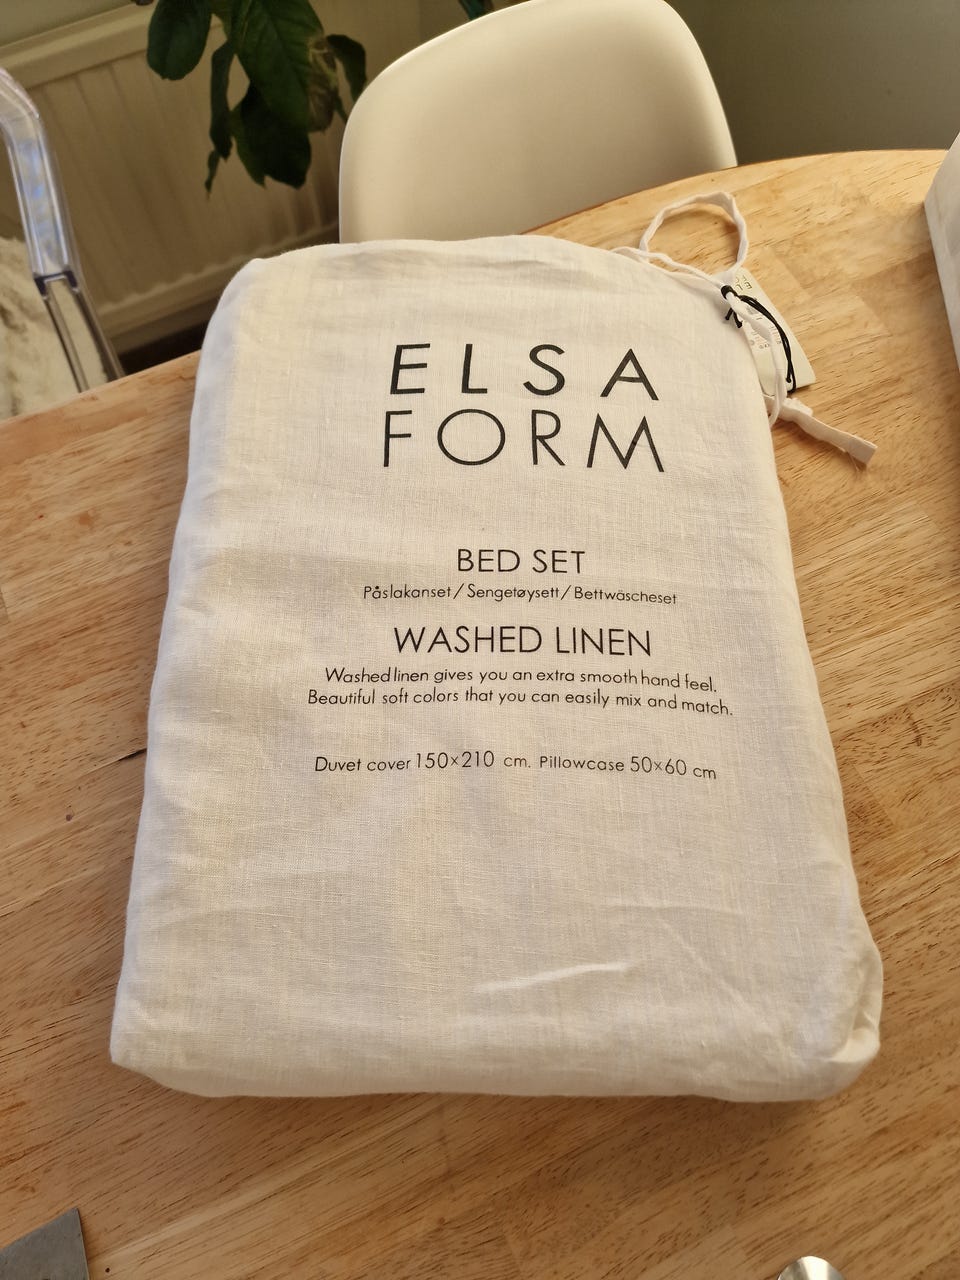 ELSA
FORM
BED SET
Påslakanset/Sengetøysett/Bettwäscheset
WASHED LINEN
Washed linen gives you an extra smooth hand feel.
Beautiful soft colors that you can easily mix and match.
Duvet cover 150×210 cm. Pillowcase 50×60 cm